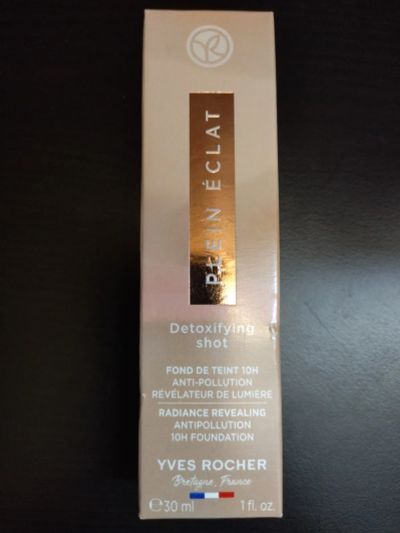 PLEIN ÉCLAT
Detoxifying
shot
FOND DE TEINT 10H
ANTI-POLLUTION
RÉVÉLATEUR DE LUMIÈRE
RADIANCE REVEALING
ANTIPOLLUTION
10H FOUNDATION
YVES ROCHER
Bretagne, France
℮30 ml 1 fl. oz.